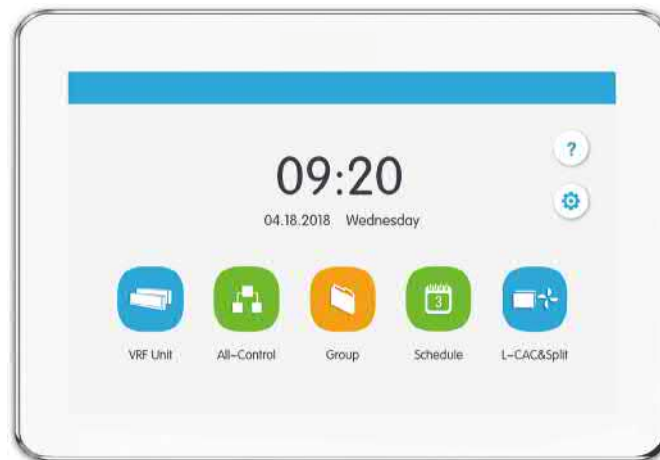 ?
09:20
04.18.2018 Wednesday
3
VRF Unit All-Control Group Schedule L-CAC&Split